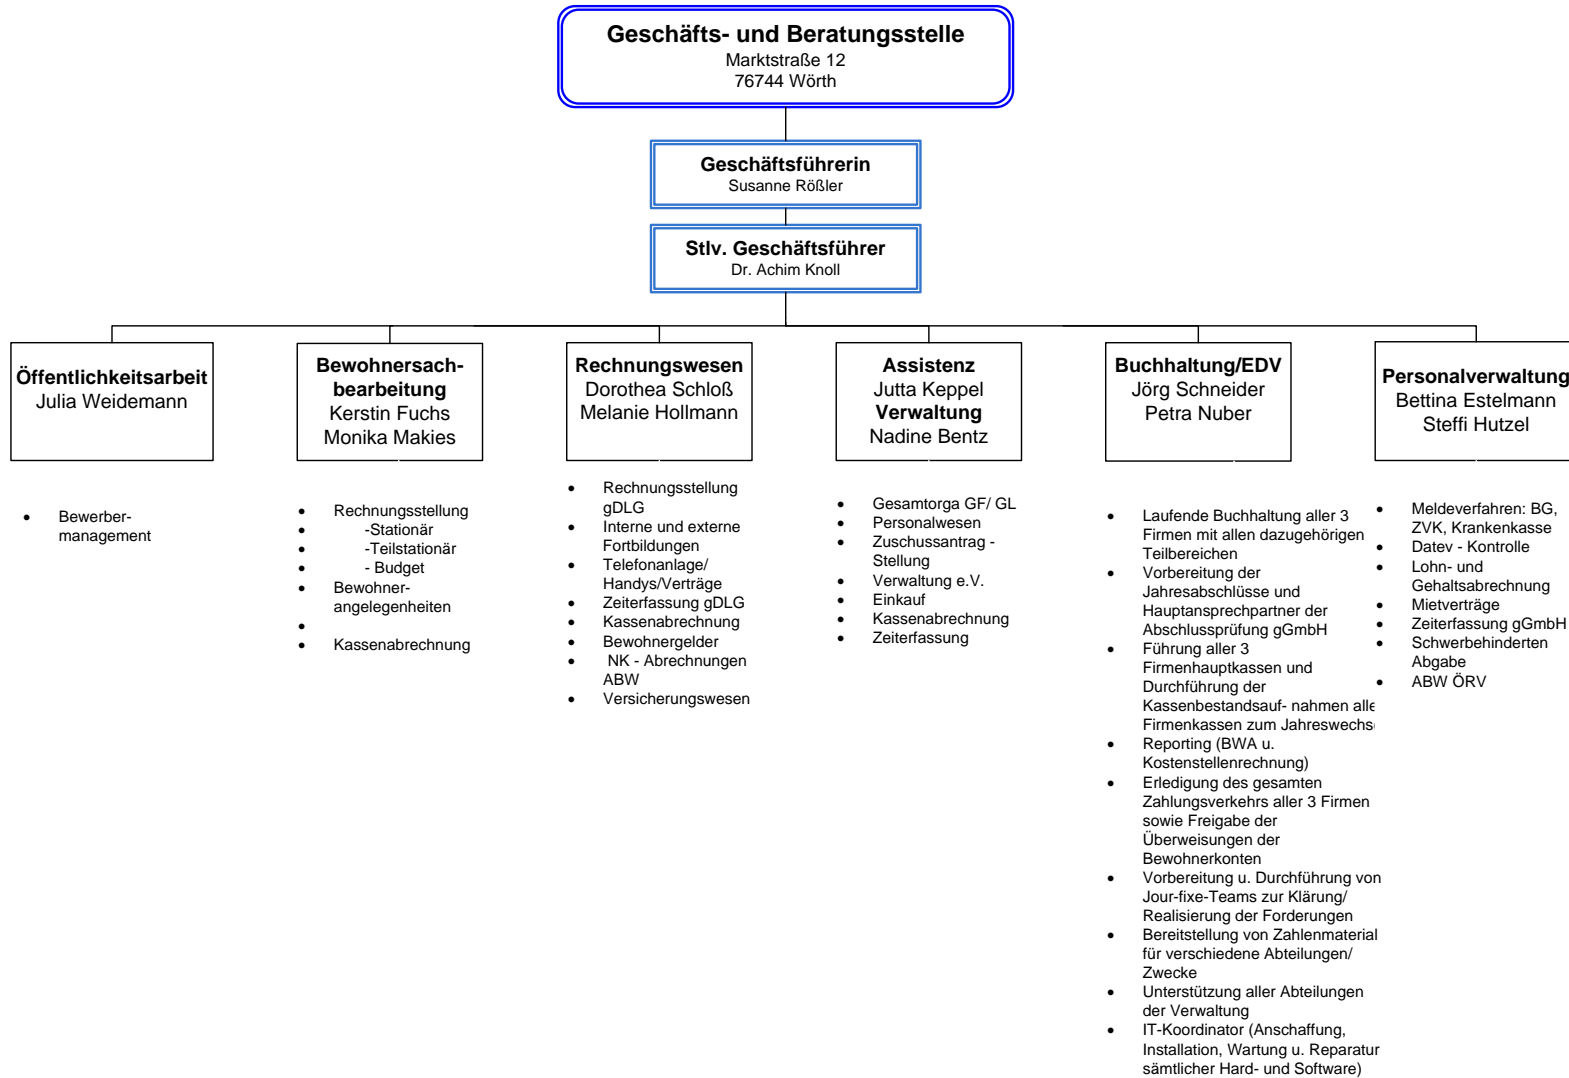 Geschäfts- und Beratungsstelle
Marktstraße 12
76744 Wörth
Geschäftsführerin
Susanne Rößler
Stlv. Geschäftsführer
Dr. Achim Knoll
Öffentlichkeitsarbeit
Julia Weidemann
• Bewerber-
management
Bewohnersach-
bearbeitung
Kerstin Fuchs
Monika Makies
• Rechnungsstellung
• -Stationär
• -Teilstationär
• - Budget
• Bewohner-
angelegenheiten
•
• Kassenabrechnung
Rechnungswesen
Dorothea Schloß
Melanie Hollmann
• Rechnungsstellung
gDLG
• Interne und externe
Fortbildungen
• Telefonanlage/
Handys/Verträge
• Zeiterfassung gDLG
• Kassenabrechnung
• Bewohnergelder
• NK - Abrechnungen
ABW
• Versicherungswesen
Assistenz
Jutta Keppel
Verwaltung
Nadine Bentz
• Gesamtorga GF/ GL
• Personalwesen
• Zuschussantrag -
Stellung
• Verwaltung e.V.
• Einkauf
• Kassenabrechnung
• Zeiterfassung
Buchhaltung/EDV
Jörg Schneider
Petra Nuber
• Laufende Buchhaltung aller 3
Firmen mit allen dazugehörigen
Teilbereichen
• Vorbereitung der
Jahresabschlüsse und
Hauptansprechpartner der
Abschlussprüfung gGmbH
• Führung aller 3
Firmenhauptkassen und
Durchführung der
Kassenbestandsauf- nahmen alle
Firmenkassen zum Jahreswechs
• Reporting (BWA u.
Kostenstellenrechnung)
• Erledigung des gesamten
Zahlungsverkehrs aller 3 Firmen
sowie Freigabe der
Überweisungen der
Bewohnerkonten
• Vorbereitung u. Durchführung von
Jour-fixe-Teams zur Klärung/
Realisierung der Forderungen
• Bereitstellung von Zahlenmaterial
für verschiedene Abteilungen/
Zwecke
• Unterstützung aller Abteilungen
der Verwaltung
• IT-Koordinator (Anschaffung,
Installation, Wartung u. Reparatur
sämtlicher Hard- und Software)
Personalverwaltung
Bettina Estelmann
Steffi Hutzel
• Meldeverfahren: BG,
ZVK, Krankenkasse
• Datev - Kontrolle
• Lohn- und
Gehaltsabrechnung
• Mietverträge
• Zeiterfassung gGmbH
• Schwerbehinderten
Abgabe
• ABW ÖRV